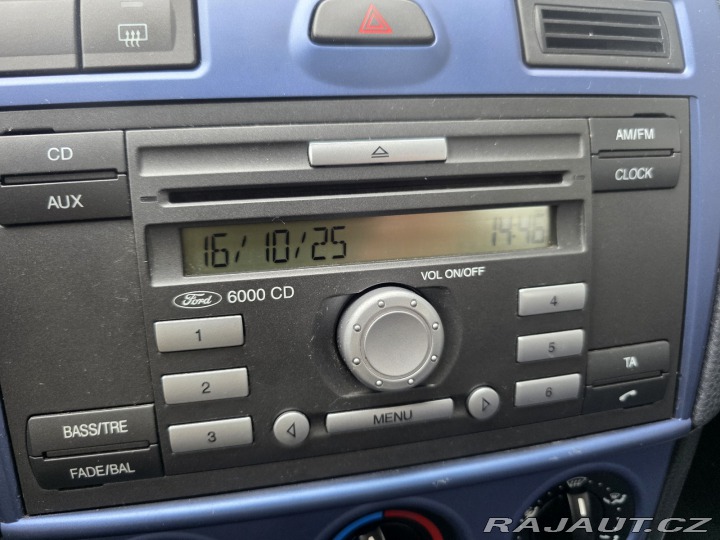 CD
AUX
AM/FM
CLOCK
16/10/25 14:46
VOL ON/OFF
Ford 6000 CD
1
2
3
4
5
6
MENU
TA
BASS/TRE
FADE/BAL
RAJAUT.CZ